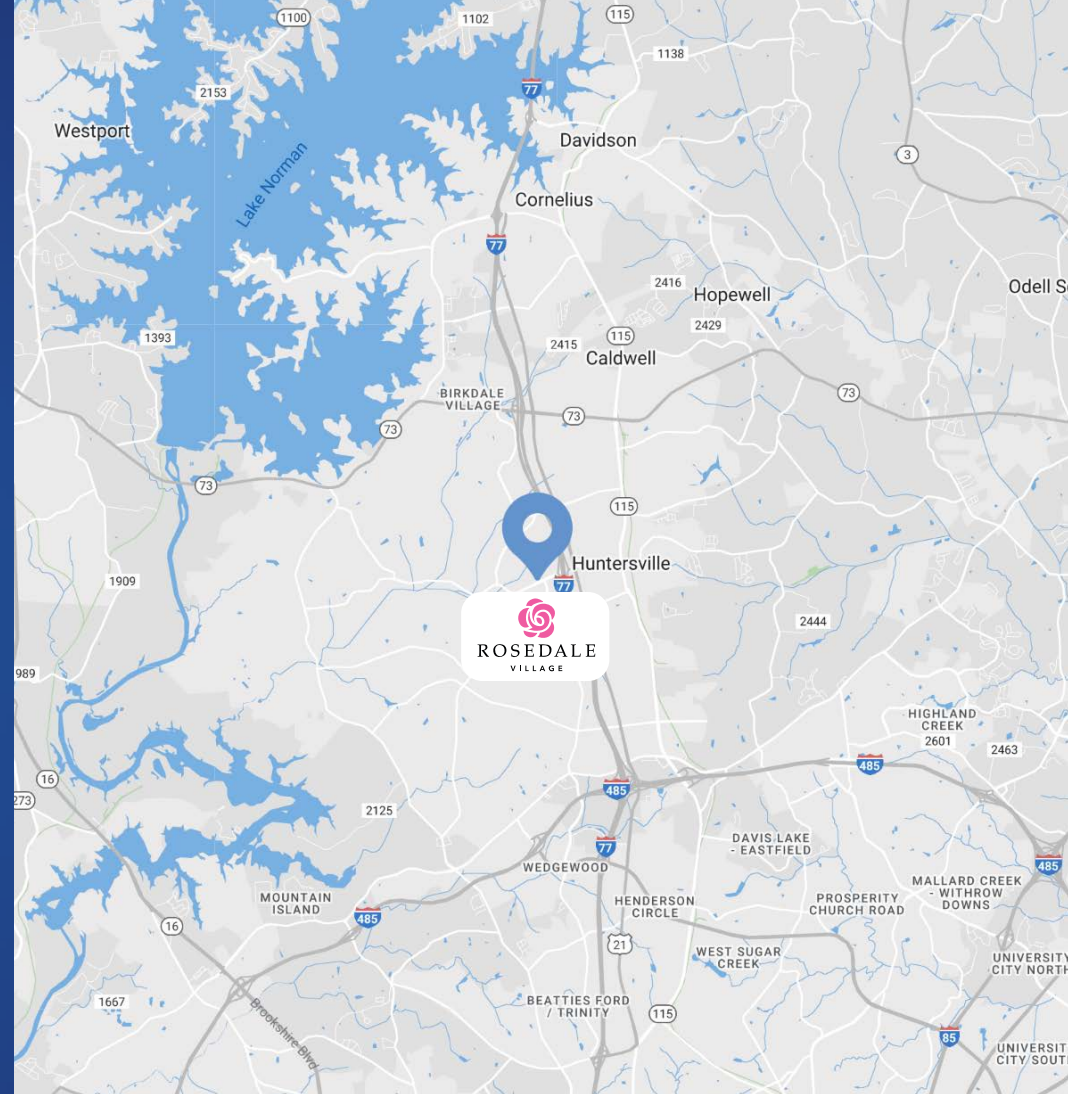 1100
1102
115
1138
77
2153
Westport
Davidson
3
Lake Norman
Cornelius
77
2416
Hopewell
Odell S
2429
1393
115
2415
Caldwell
BIRKDALE
VILLAGE
73
73
73
73
115
Huntersville
77
1909
2444
ROSEDALE
VILLAGE
989
HIGHLAND
CREEK
2601
2463
16
485
485
273
2125
77
DAVIS LAKE
- EASTFIELD
WEDGEWOOD
485
MOUNTAIN
ISLAND
485
HENDERSON
CIRCLE
PROSPERITY
CHURCH ROAD
MALLARD CREEK
- WITHROW
DOWNS
16
21
WEST SUGAR
CREEK
UNIVERSITY
CITY NORTH
1667
Brookshire Blvd
BEATTIES FORD
/ TRINITY
115
85
UNIVERSIT
CITY SOUT